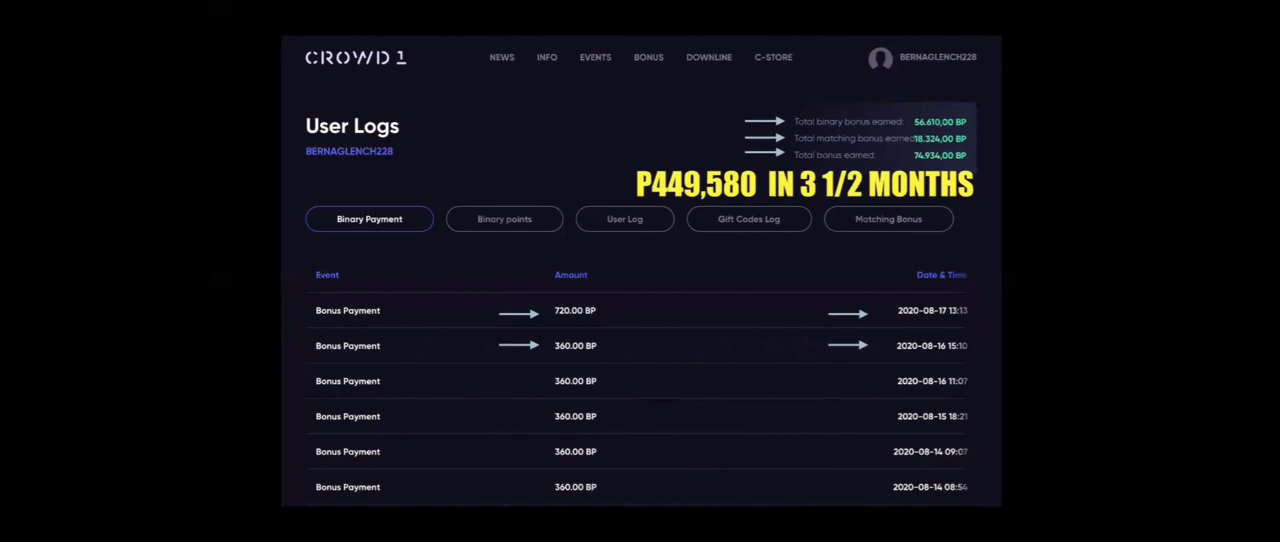 CROWD 1 NEWS INFO EVENTS BONUS DOWNLINE C-STORE BERNAGLENCH228
User Logs
BERNAGLENCH228
Total binary bonus earned: 56.610,00 BP
Total matching bonus earned 18.324,00 BP
Total bonus earned: 74.934,00 BP
P449,580 IN 3 1/2 MONTHS
Binary Payment Binary points User Log Gift Codes Log Matching Bonus
Event Amount Date & Time
Bonus Payment 720.00 BP 2020-08-17 13:13
Bonus Payment 360.00 BP 2020-08-16 15:10
Bonus Payment 360.00 BP 2020-08-16 11:07
Bonus Payment 360.00 BP 2020-08-15 18:21
Bonus Payment 360.00 BP 2020-08-14 09:07
Bonus Payment 360.00 BP 2020-08-14 08:54